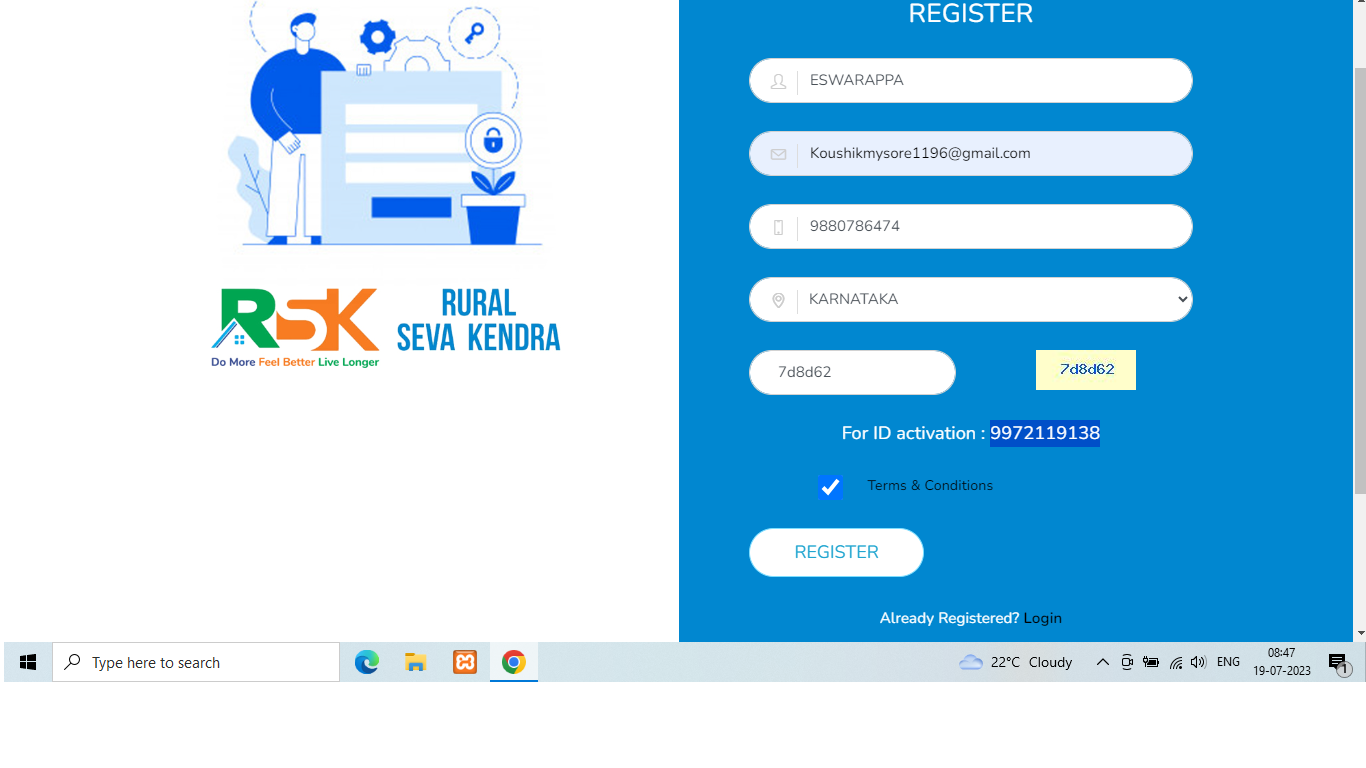 REGISTER
ESWARAPPA
Koushikmysore1196@gmail.com
9880786474
KARNATAKA
7d8d62
7d8d62
For ID activation : 9972119138
Terms & Conditions
REGISTER
Already Registered? Login
RSK
Do More Feel Better Live Longer
RURAL
SEVA KENDRA
Type here to search
22°C Cloudy
ENG
08:47
19-07-2023
1